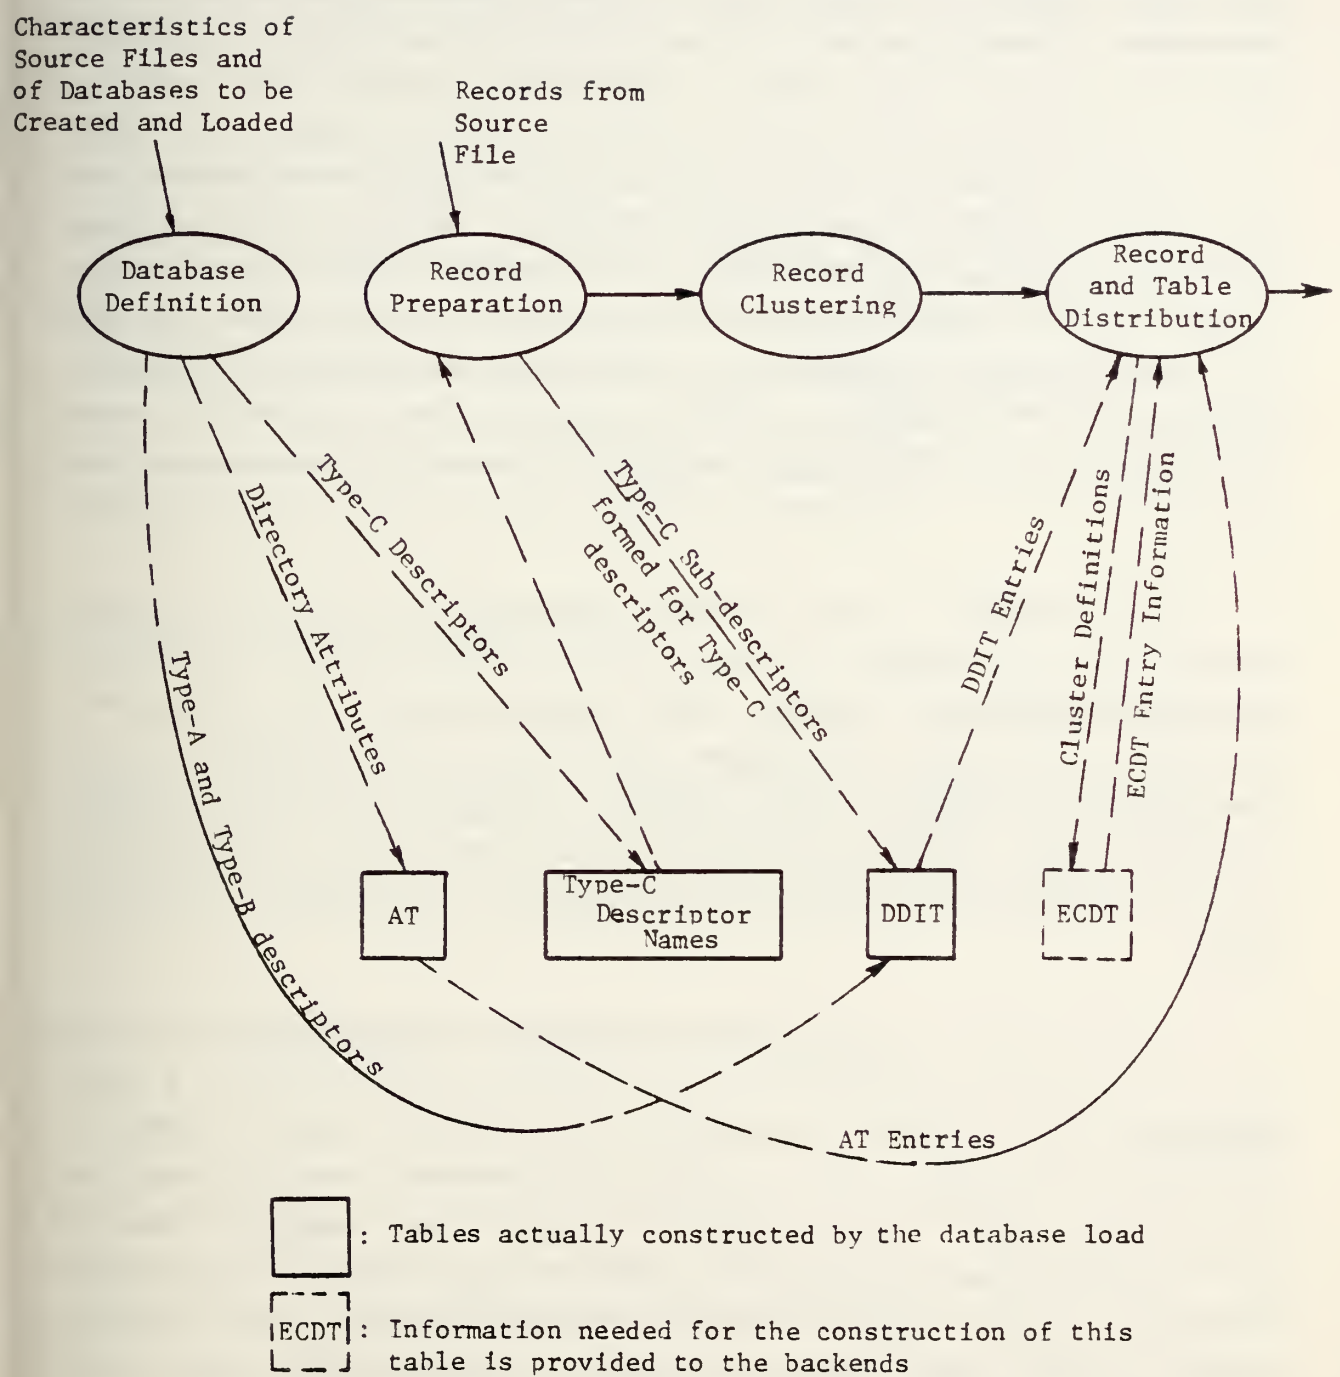 Characteristics of
Source Files and
of Databases to be
Created and Loaded
Records from
Source
File
Database
Definition
Record
Preparation
Record
Clustering
Record
and Table
Distribution
Type-A and Type-B descriptors
Directory Attributes
Type-C Descriptors
Type-C Sub-descriptors
formed for Type-C
descriptors
DDIT Entries
Cluster Definitions
ECDT Entry Information
AT
Type-C
Descriptor
Names
DDIT
ECDT
AT Entries
: Tables actually constructed by the database load
ECDT : Information needed for the construction of this
table is provided to the backends